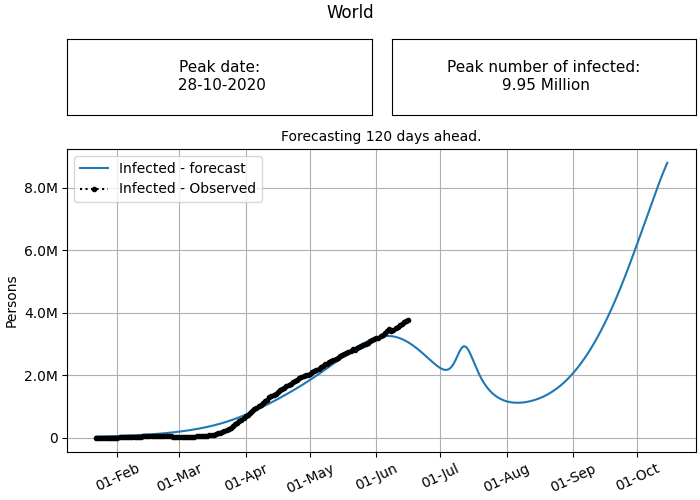 World
Peak date:
28-10-2020
Peak number of infected:
9.95 Million
Forecasting 120 days ahead.
Infected - forecast
Infected - Observed
8.0M
6.0M
4.0M
2.0M
0
Persons
01-Feb 01-Mar 01-Apr 01-May 01-Jun 01-Jul 01-Aug 01-Sep 01-Oct